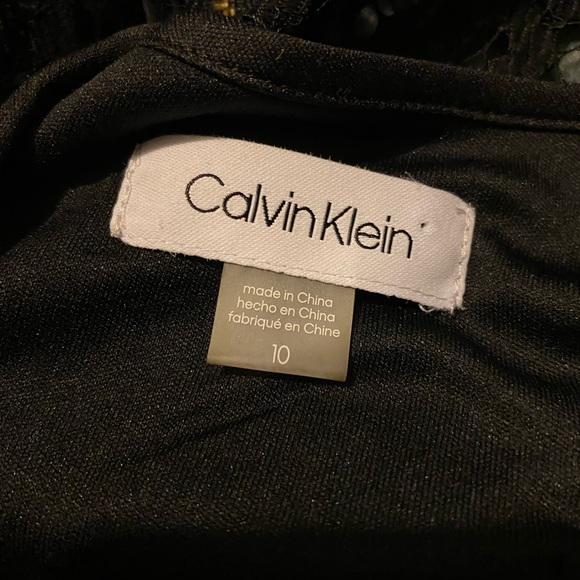 Calvin Klein
made in China
hecho en China
fabriqué en Chine
10